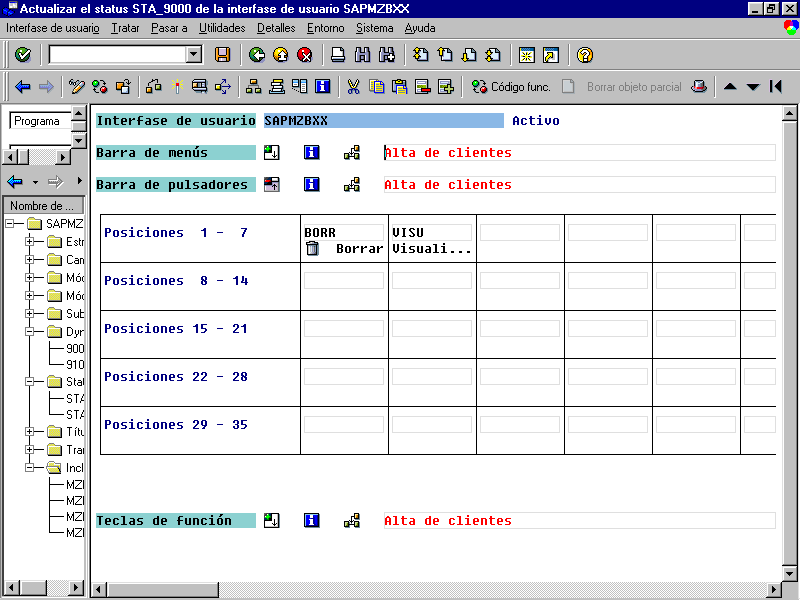 Actualizar el status STA_9000 de la interfase de usuario SAPMZBXX
Interfase de usuario Tratar Pasar a Utilidades Detalles Entorno Sistema Ayuda
Código func. Borrar objeto parcial
Programa
Interfase de usuario SAPMZBXX Activo
Barra de menús Alta de clientes
Barra de pulsadores Alta de clientes
Nombre de ...
SAPMZ
Estr
Can
Mód
Mód
Sub
Dyn
900
910
Stat
STA
STA
Títu
Tran
Incl
MZI
MZI
MZI
MZI
Posiciones 1 - 7 BORR VISU
Borrar Visuali...
Posiciones 8 - 14
Posiciones 15 - 21
Posiciones 22 - 28
Posiciones 29 - 35
Teclas de función Alta de clientes